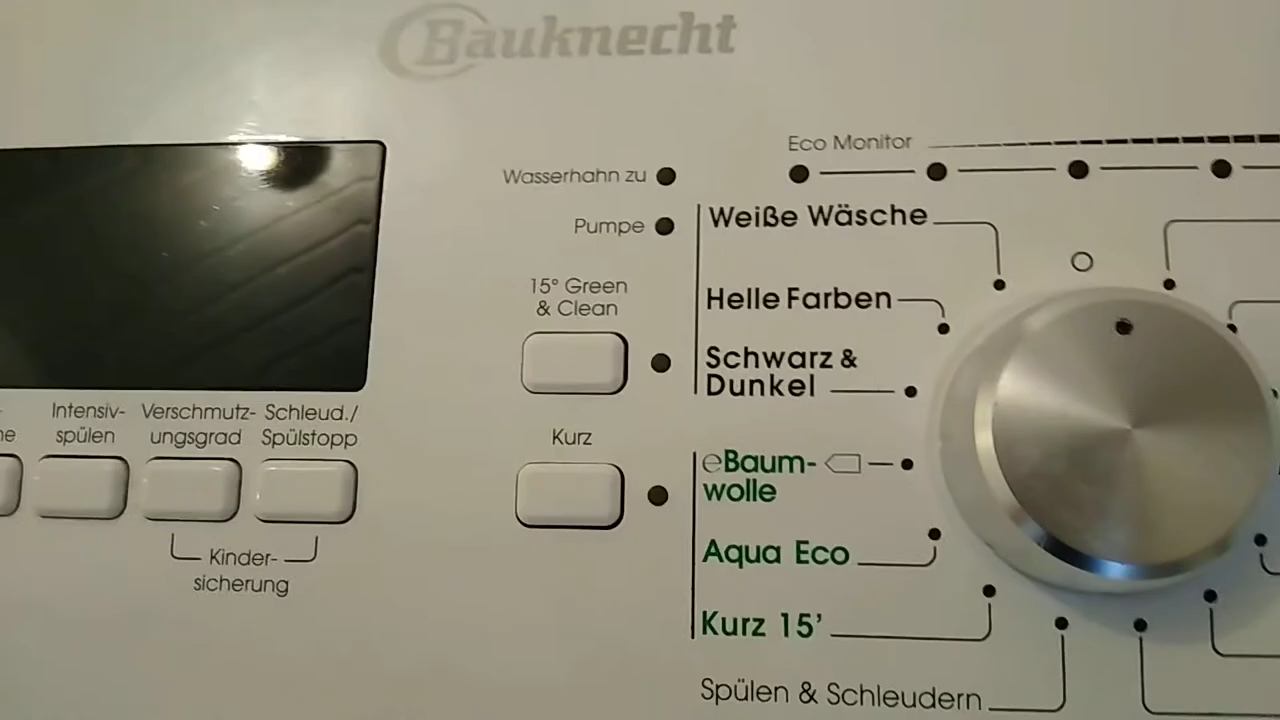 Bauknecht
Eco Monitor
Wasserhahn zu
Pumpe
15° Green
& Clean
Kurz
Weiße Wäsche
Helle Farben
Schwarz &
Dunkel
eBaum-
wolle
Aqua Eco
Kurz 15’
Spülen & Schleudern
Intensiv-
spülen
Verschmutz-
ungsgrad
Schleud./
Spülstopp
Kinder-
sicherung